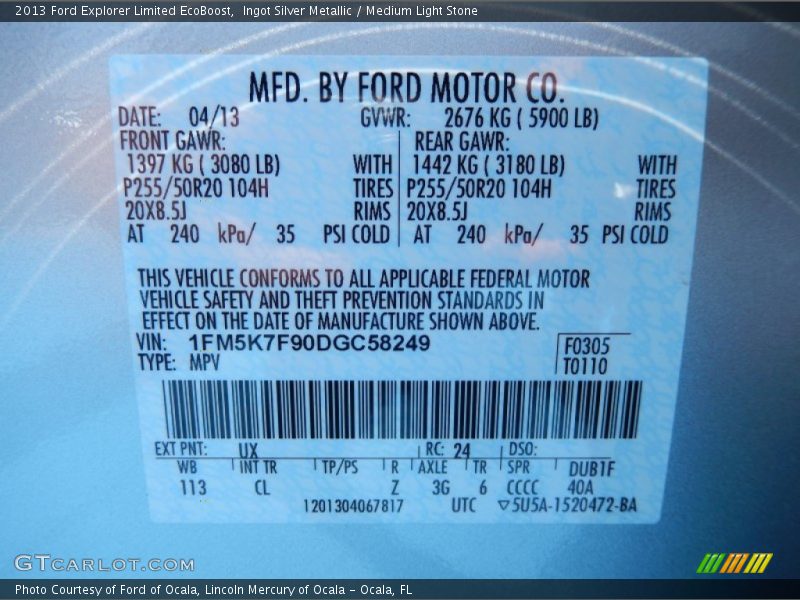 2013 Ford Explorer Limited EcoBoost,  Ingot Silver Metallic / Medium Light Stone
MFD. BY FORD MOTOR CO.
DATE: 04/13 GVWR: 2676 KG ( 5900 LB)
FRONT GAWR: REAR GAWR:
1397 KG ( 3080 LB) WITH 1442 KG ( 3180 LB) WITH
P255/50R20 104H TIRES P255/50R20 104H TIRES
20X8.5J RIMS 20X8.5J RIMS
AT 240 kPa/ 35 PSI COLD AT 240 kPa/ 35 PSI COLD
THIS VEHICLE CONFORMS TO ALL APPLICABLE FEDERAL MOTOR
VEHICLE SAFETY AND THEFT PREVENTION STANDARDS IN
EFFECT ON THE DATE OF MANUFACTURE SHOWN ABOVE.
VIN: 1FM5K7F90DGC58249 F0305
TYPE: MPV T0110
EXT PNT: UX RC: 24 DSO:
WB INT TR TP/PS R AXLE TR SPR DUB1F
113 CL Z 3G 6 CCCC 40A
1201304067817 UTC ▽5U5A-1520472-BA
GTCARLOT.COM
Photo Courtesy of Ford of Ocala, Lincoln Mercury of Ocala - Ocala, FL